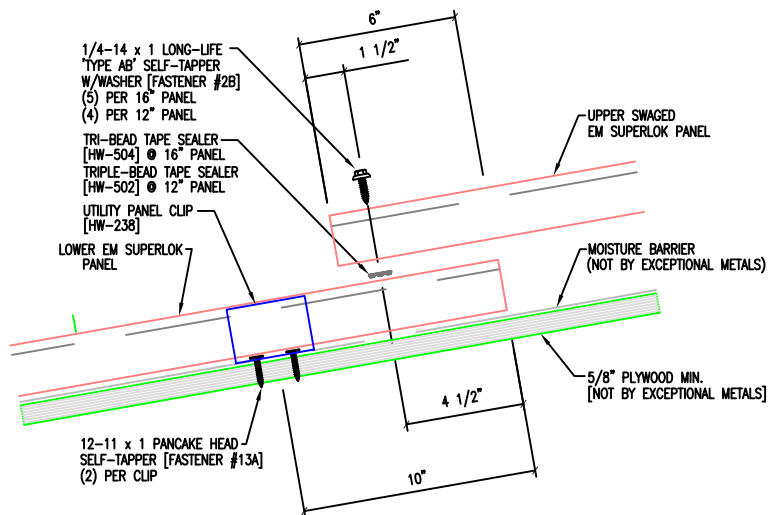 6"
1 1/2"
1/4-14 x 1 LONG-LIFE
'TYPE AB' SELF-TAPPER
W/WASHER [FASTENER #2B]
(5) PER 16" PANEL
(4) PER 12" PANEL
TRI-BEAD TAPE SEALER
[HW-504] @ 16" PANEL
TRIPLE-BEAD TAPE SEALER
[HW-502] @ 12" PANEL
UTILITY PANEL CLIP
[HW-238]
LOWER EM SUPERLOK
PANEL
UPPER SWAGED
EM SUPERLOK PANEL
MOISTURE BARRIER
(NOT BY EXCEPTIONAL METALS)
5/8" PLYWOOD MIN.
[NOT BY EXCEPTIONAL METALS]
4 1/2"
10"
12-11 x 1 PANCAKE HEAD
SELF-TAPPER [FASTENER #13A]
(2) PER CLIP